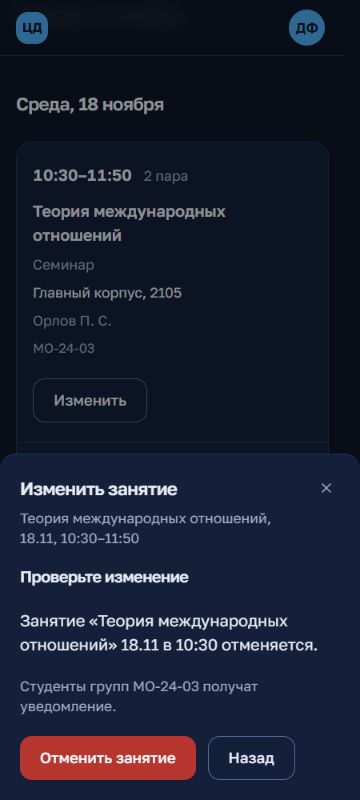 ЦД
ДФ
Среда, 18 ноября
10:30–11:50 2 пара
Теория международных
отношений
Семинар
Главный корпус, 2105
Орлов П. С.
МО-24-03
Изменить
Изменить занятие
×
Теория международных отношений,
18.11, 10:30–11:50
Проверьте изменение
Занятие «Теория международных
отношений» 18.11 в 10:30 отменяется.
Студенты групп МО-24-03 получат
уведомление.
Отменить занятие
Назад